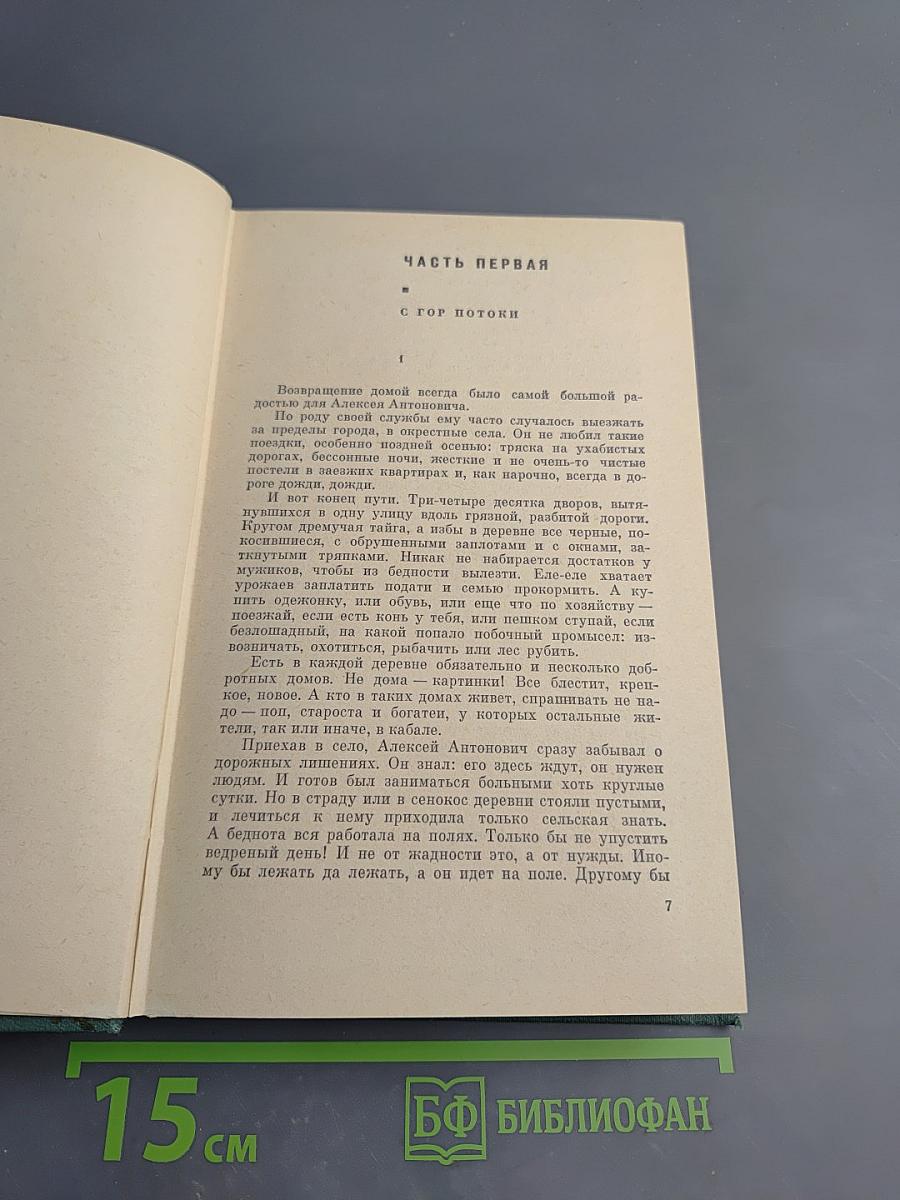 ЧАСТЬ ПЕРВАЯ
С ГОР ПОТОКИ
1
Возвращение домой всегда было самой большой ра-
достью для Алексея Антоновича.
По роду своей службы ему часто случалось выезжать
за пределы города, в окрестные села. Он не любил такие
поездки, особенно поздней осенью: тряска на ухабистых
дорогах, бессонные ночи, жесткие и не очень-то чистые
постели в заезжих квартирах и, как нарочно, всегда в до-
роге дожди, дожди.
И вот конец пути. Три-четыре десятка дворов, вытя-
нувшихся в одну улицу вдоль грязной, разбитой дороги.
Кругом дремучая тайга, а избы в деревне все черные, по-
косившиеся, с обрушенными заплотами и с окнами, за-
ткнутыми тряпками. Никак не набирается достатков у
мужиков, чтобы из бедности вылезти. Еле-еле хватает
урожаев заплатить подати и семью прокормить. А ку-
пить одежонку, или обувь, или еще что по хозяйству —
поезжай, если есть конь у тебя, или пешком ступай, если
безлошадный, на какой попало побочный промысел: из-
возничать, охотиться, рыбачить или лес рубить.
Есть в каждой деревне обязательно и несколько доб-
ротных домов. Не дома — картинки! Все блестит, креп-
кое, новое. А кто в таких домах живет, спрашивать не на-
до — поп, староста и богатеи, у которых остальные жи-
тели, так или иначе, в кабале.
Приехав в село, Алексей Антонович сразу забывал о
дорожных лишениях. Он знал: его здесь ждут, он нужен
людям. И готов был заниматься больными хоть круглые
сутки. Но в страду или в сенокос деревни стояли пустыми,
и лечиться к нему приходила только сельская знать.
А беднота вся работала на полях. Только бы не упустить
ведреный день! И не от жадности это, а от нужды. Ино-
му бы лежать да лежать, а он идет на поле. Другому бы
7
15 см
БФ БИБЛИОФАН